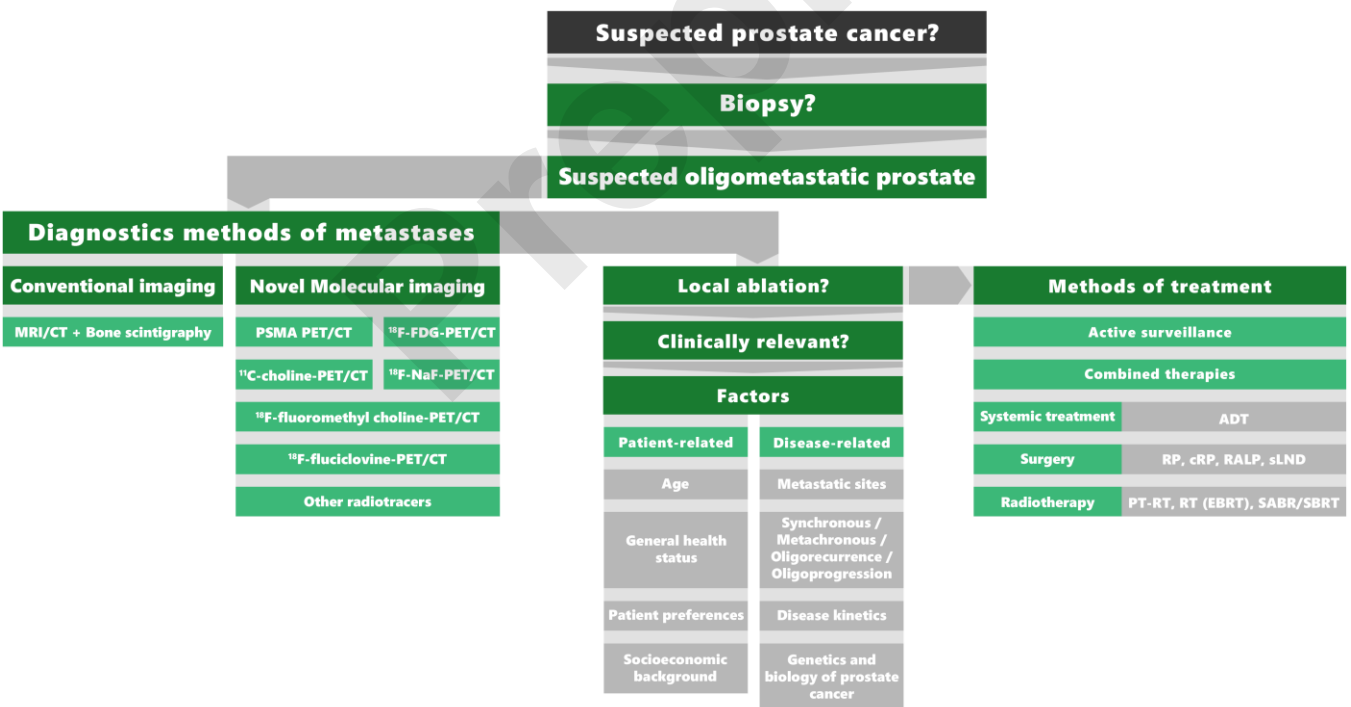 Suspected prostate cancer?
Biopsy?
Suspected oligometastatic prostate
Diagnostics methods of metastases
Conventional imaging
MRI/CT + Bone scintigraphy
Novel Molecular imaging
PSMA PET/CT
¹⁸F-FDG-PET/CT
¹¹C-choline-PET/CT
¹⁸F-NaF-PET/CT
¹⁸F-fluoromethyl choline-PET/CT
¹⁸F-fluciclovine-PET/CT
Other radiotracers
Local ablation?
Clinically relevant?
Factors
Patient-related
Age
General health
status
Patient preferences
Socioeconomic
background
Disease-related
Metastatic sites
Synchronous /
Metachronous /
Oligorecurrence /
Oligoprogression
Disease kinetics
Genetics and
biology of prostate
cancer
Methods of treatment
Active surveillance
Combined therapies
Systemic treatment
ADT
Surgery
RP, cRP, RALP, sLND
Radiotherapy
PT-RT, RT (EBRT), SABR/SBRT
Prep